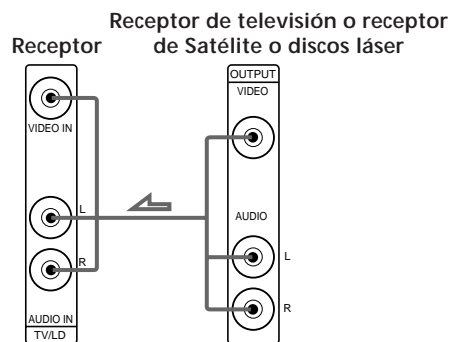 Receptor de televisión o receptor
de Satélite o discos láser
Receptor
VIDEO IN
L
R
AUDIO IN
TV/LD
OUTPUT
VIDEO
AUDIO
L
R